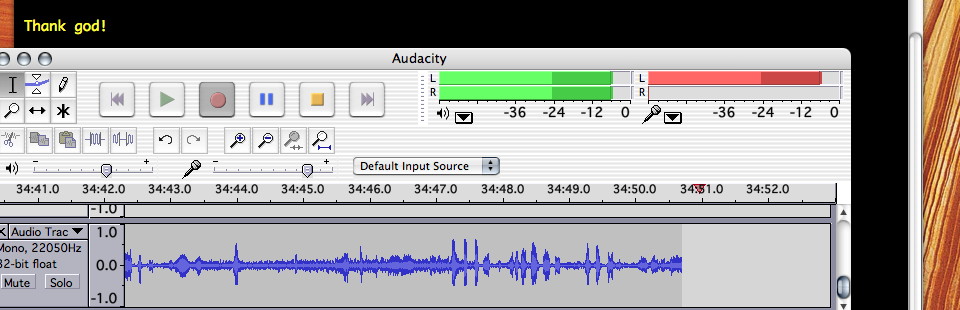 Thank god!
Audacity
L
R
-36 -24 -12 0
L
R
-36 -24 -12 0
- + - + Default Input Source
34:41.0 34:42.0 34:43.0 34:44.0 34:45.0 34:46.0 34:47.0 34:48.0 34:49.0 34:50.0 34:51.0 34:52.0
-1.0
Audio Trac
Mono, 22050Hz
32-bit float
Mute Solo
1.0
0.0
-1.0